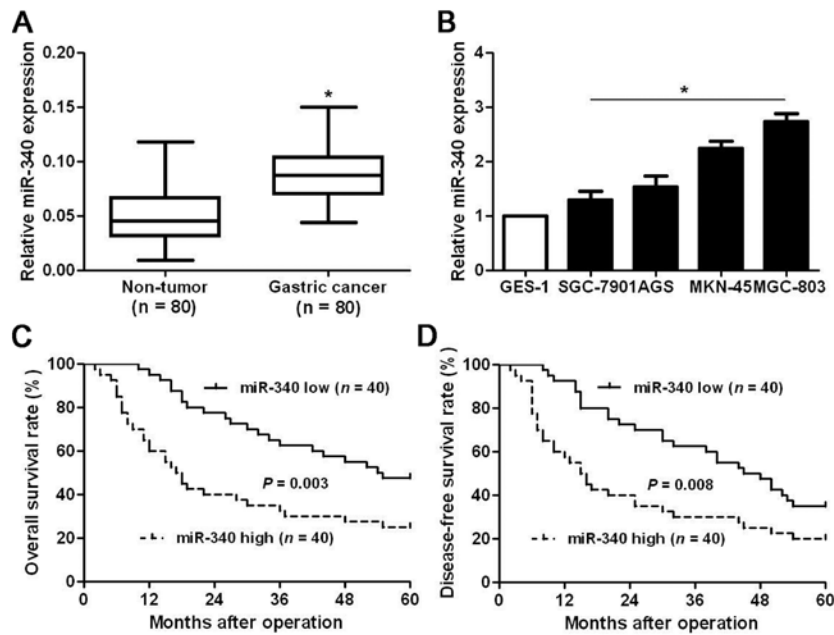 A
Relative miR-340 expression
0.20
0.15
0.10
0.05
0.00
*
Non-tumor
(n = 80)
Gastric cancer
(n = 80)
B
Relative miR-340 expression
4
3
2
1
0
*
GES-1 SGC-7901AGS MKN-45MGC-803
C
Overall survival rate (%)
100
80
60
40
20
0
miR-340 low (n = 40)
P = 0.003
miR-340 high (n = 40)
0 12 24 36 48 60
Months after operation
D
Disease-free survival rate (%)
100
80
60
40
20
0
miR-340 low (n = 40)
P = 0.008
miR-340 high (n = 40)
0 12 24 36 48 60
Months after operation